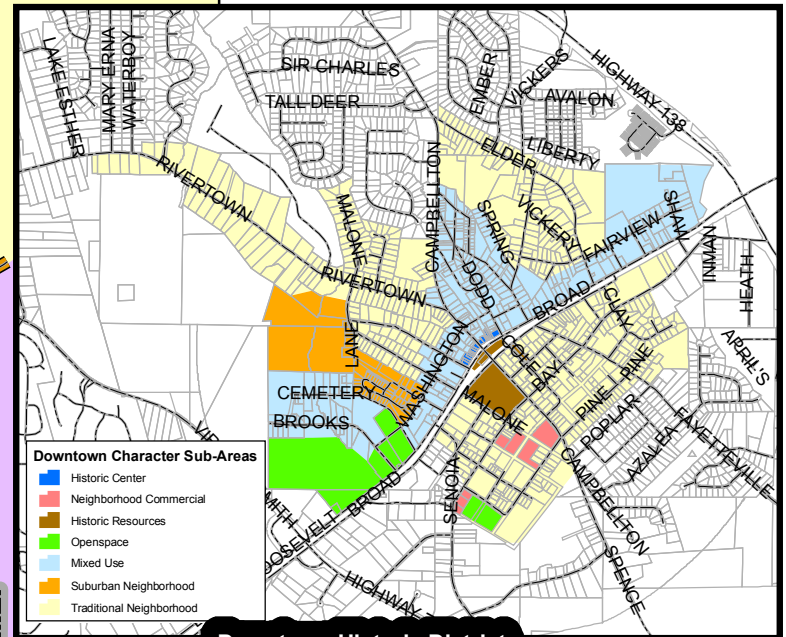 LAKE ESTHER
MARY ERNA
WATERBOY
SIR CHARLES
TALL DEER
EMBER
VICKERS
HIGHWAY 138
AVALON
ELDER
LIBERTY
RIVERTOWN
MALONE
CAMPBELLTON
SPRING
VICKERY
FAIRVIEW
SHAW
INMAN
HEATH
RIVERTOWN
DODD
BROAD
CLAY
LANE
WASHINGTON
COLE
BAY
PINE
PINE
APRIL'S
CEMETERY
BROOKS
MALONE
POPLAR
AZALEA
FAYETTEVILLE
BROAD
SENOIA
CAMPBELLTON
SPENCE
HIGHWAY
Downtown Character Sub-Areas
Historic Center
Neighborhood Commercial
Historic Resources
Openspace
Mixed Use
Suburban Neighborhood
Traditional Neighborhood